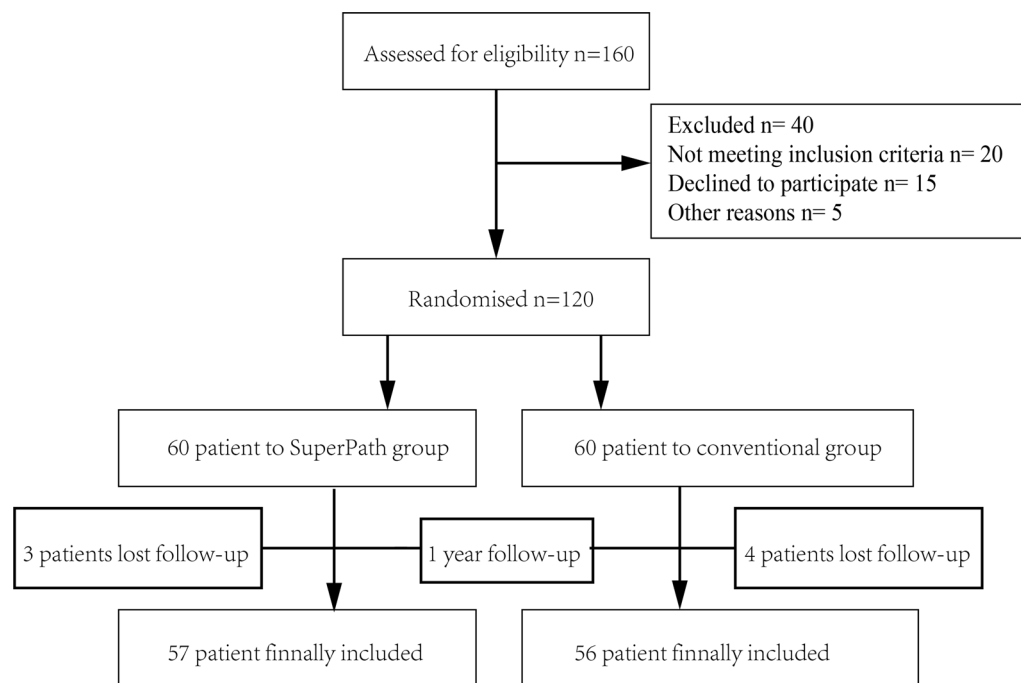 Assessed for eligibility n=160
Excluded n= 40
Not meeting inclusion criteria n= 20
Declined to participate n= 15
Other reasons n= 5
Randomised n=120
60 patient to SuperPath group
60 patient to conventional group
3 patients lost follow-up
1 year follow-up
4 patients lost follow-up
57 patient finnally included
56 patient finnally included